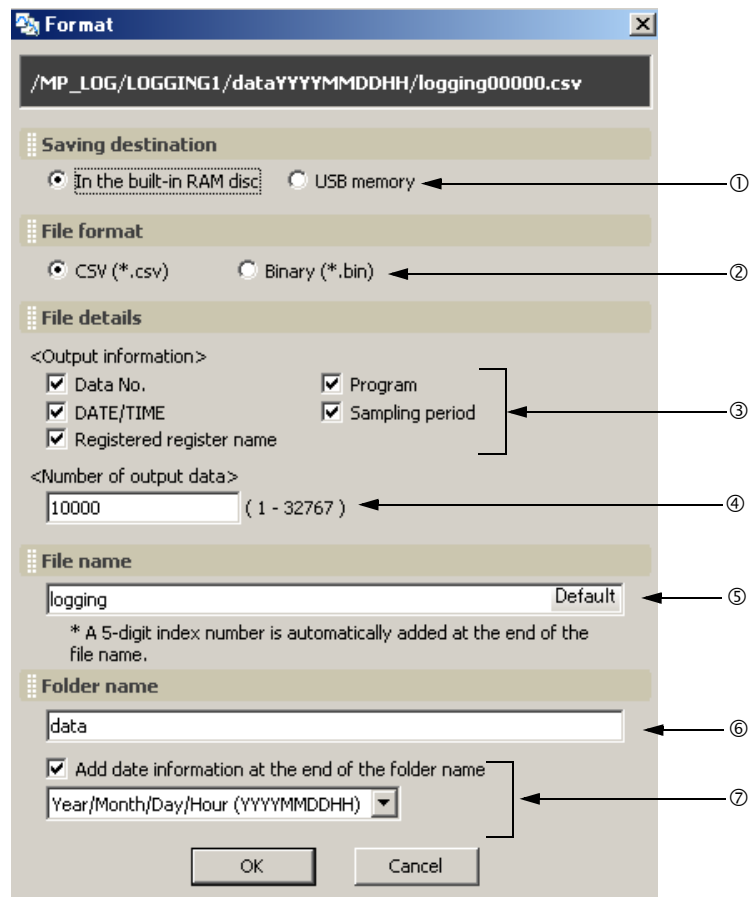 Format
/MP_LOG/LOGGING1/dataYYYYMMDDHH/logging00000.csv
Saving destination
In the built-in RAM disc USB memory ①
File format
CSV (*.csv) Binary (*.bin) ②
File details
<Output information>
Data No. Program
DATE/TIME Sampling period ③
Registered register name
<Number of output data>
10000 ( 1 - 32767 ) ④
File name
logging Default ⑤
* A 5-digit index number is automatically added at the end of the
file name.
Folder name
data ⑥
Add date information at the end of the folder name
Year/Month/Day/Hour (YYYYMMDDHH) ⑦
OK Cancel